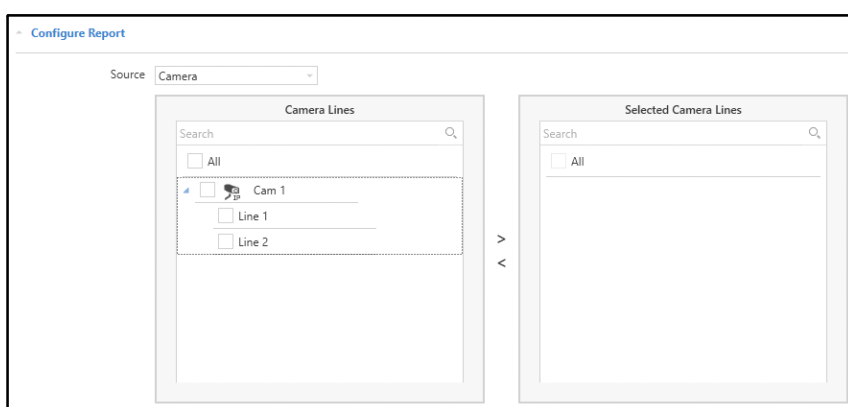 Configure Report
Source Camera
Camera Lines
Search
All
Cam 1
Line 1
Line 2
>
<
Selected Camera Lines
Search
All